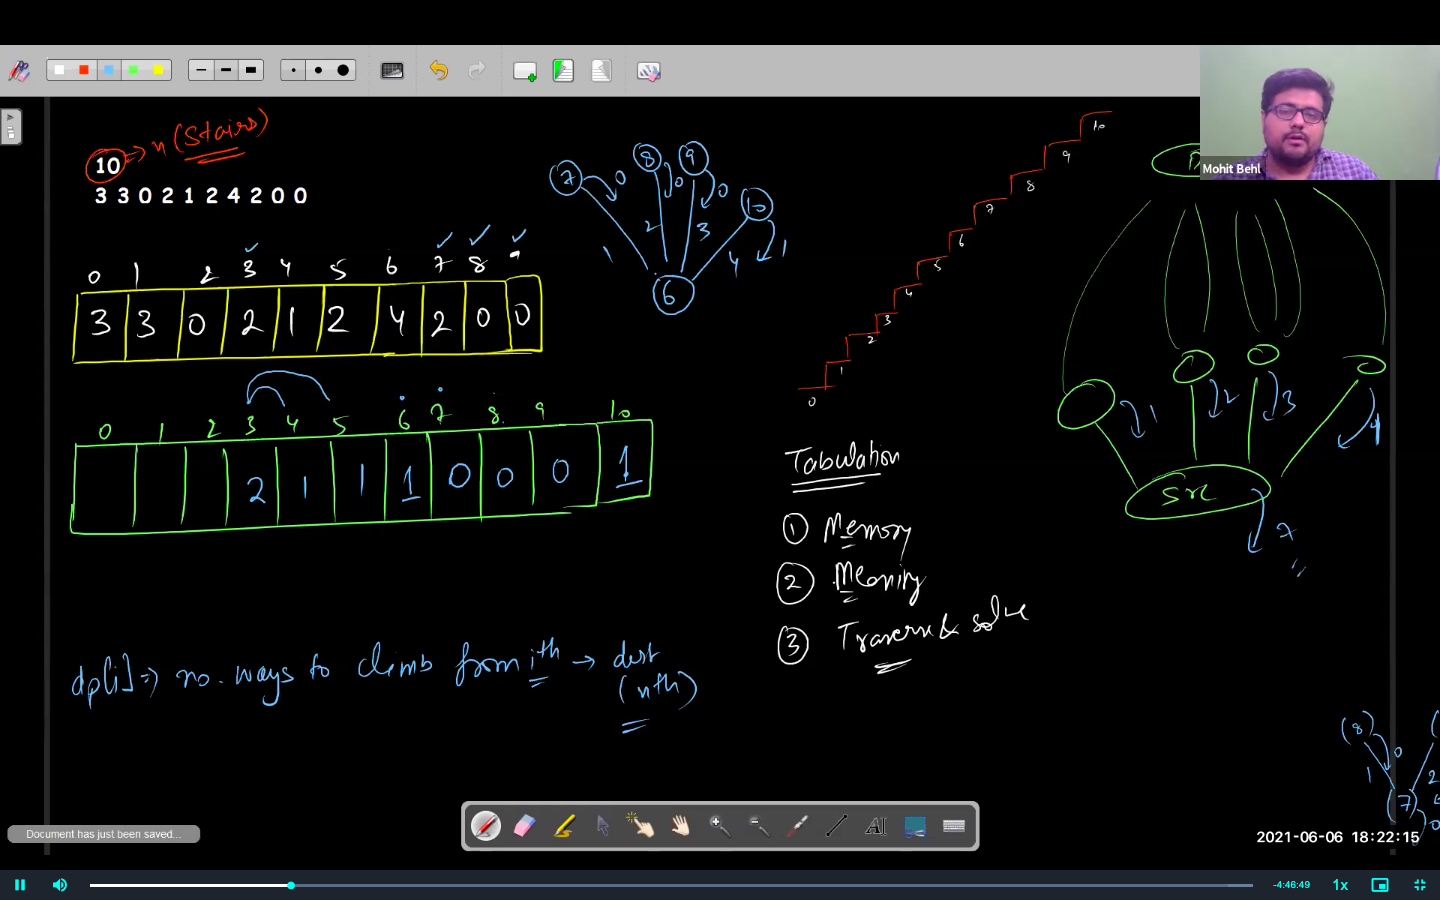 10 → n (Stairs)
3 3 0 2 1 2 4 2 0 0
0 1 2 3 4 5 6 7 8 9
3 3 0 2 1 2 4 2 0 0
0 1 2 3 4 5 6 7 8 9 10
2 1 1 1 0 0 0 1
dp[i] => no. ways to climb from ith → dest
(nth)
7 8 9 10
0 0 0 1
1 2 3 4
6
0 1 2 3 4 5 6 7 8 9 10
Tabulation
1 Memory
2 Meaning
3 Traverse & solve
Mohit Behl
1 2 3 4
Src
8 0
1 2
7
0
Document has just been saved...
2021-06-06 18:22:15
-4:46:49 1x